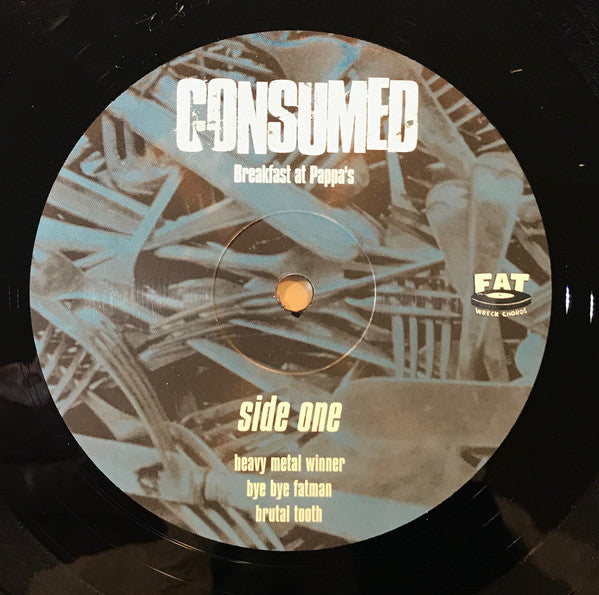 CONSUMED
Breakfast at Pappa's
FAT
WRECK CHORDS
side one
heavy metal winner
bye bye fatman
brutal tooth